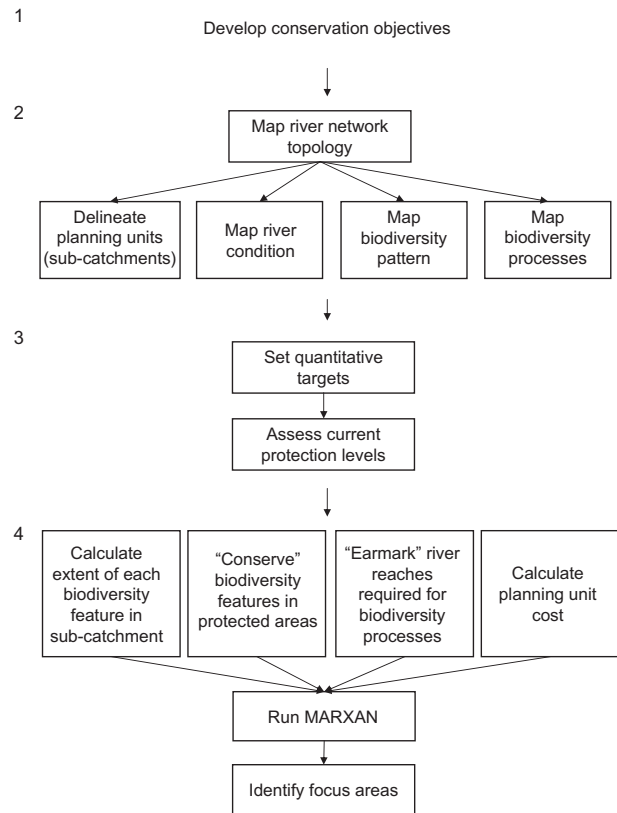 1
Develop conservation objectives
2
Map river network
topology
Delineate
planning units
(sub-catchments)
Map river
condition
Map
biodiversity
pattern
Map
biodiversity
processes
3
Set quantitative
targets
Assess current
protection levels
4
Calculate
extent of each
biodiversity
feature in
sub-catchment
“Conserve”
biodiversity
features in
protected areas
“Earmark” river
reaches
required for
biodiversity
processes
Calculate
planning unit
cost
Run MARXAN
Identify focus areas